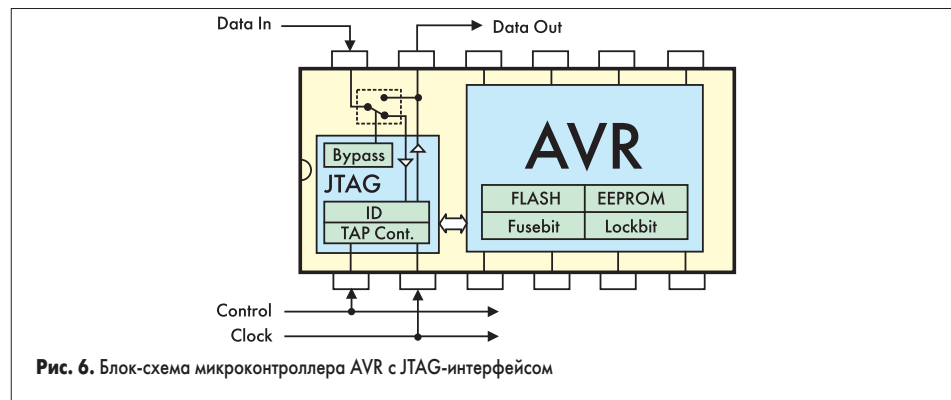 Data In
Data Out
Bypass
JTAG
ID
TAP Cont.
AVR
FLASH
EEPROM
Fusebit
Lockbit
Control
Clock
Рис. 6. Блок-схема микроконтроллера AVR с JTAG-интерфейсом